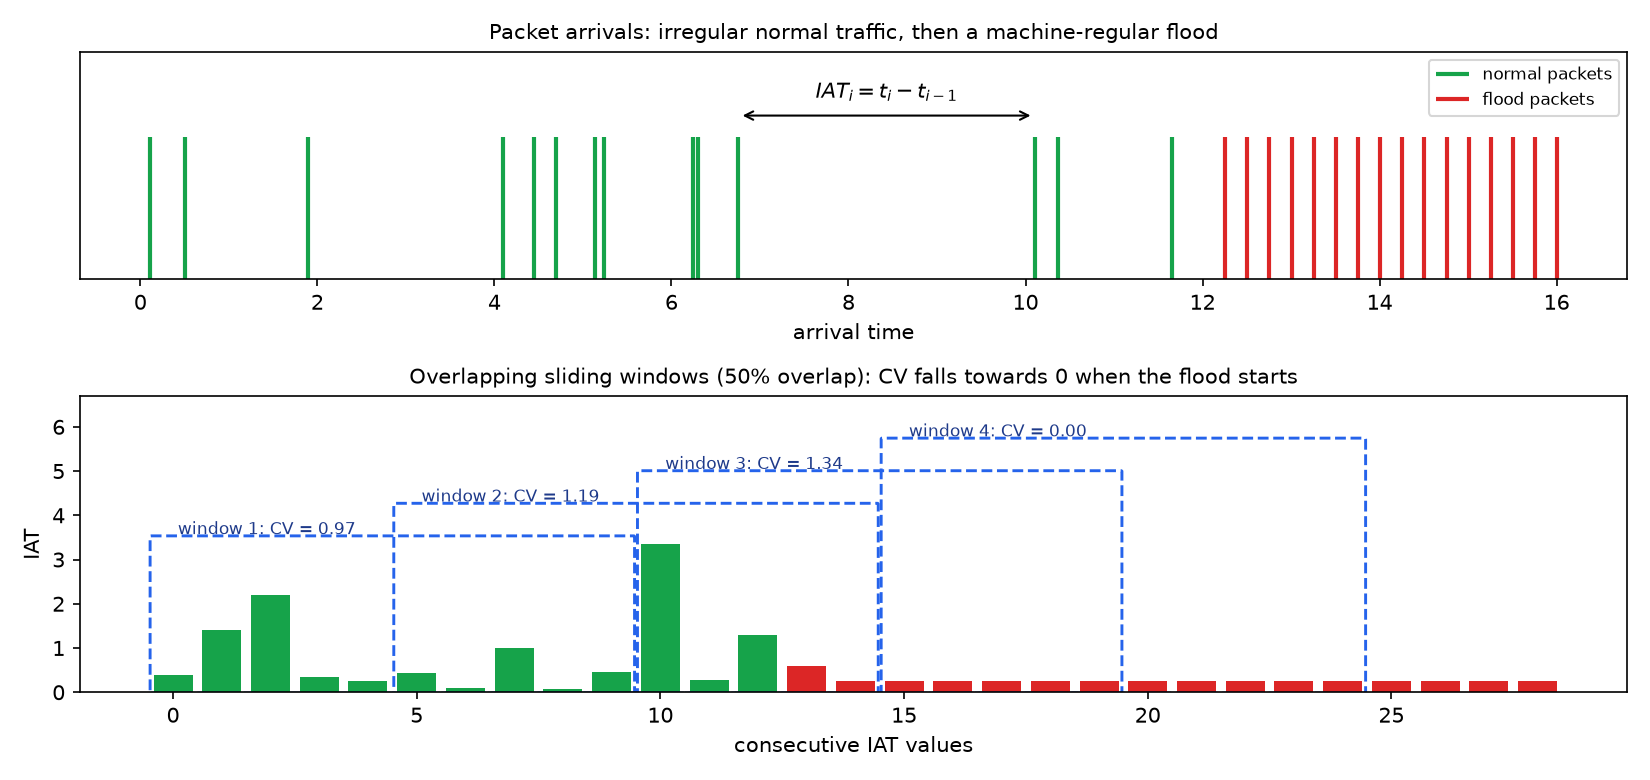 Packet arrivals: irregular normal traffic, then a machine-regular flood
IATᵢ = tᵢ − tᵢ₋₁
normal packets
flood packets
0 2 4 6 8 10 12 14 16
arrival time
Overlapping sliding windows (50% overlap): CV falls towards 0 when the flood starts
IAT
6
5
4
3
2
1
0
window 4: CV = 0.00
window 3: CV = 1.34
window 2: CV = 1.19
window 1: CV = 0.97
0 5 10 15 20 25
consecutive IAT values